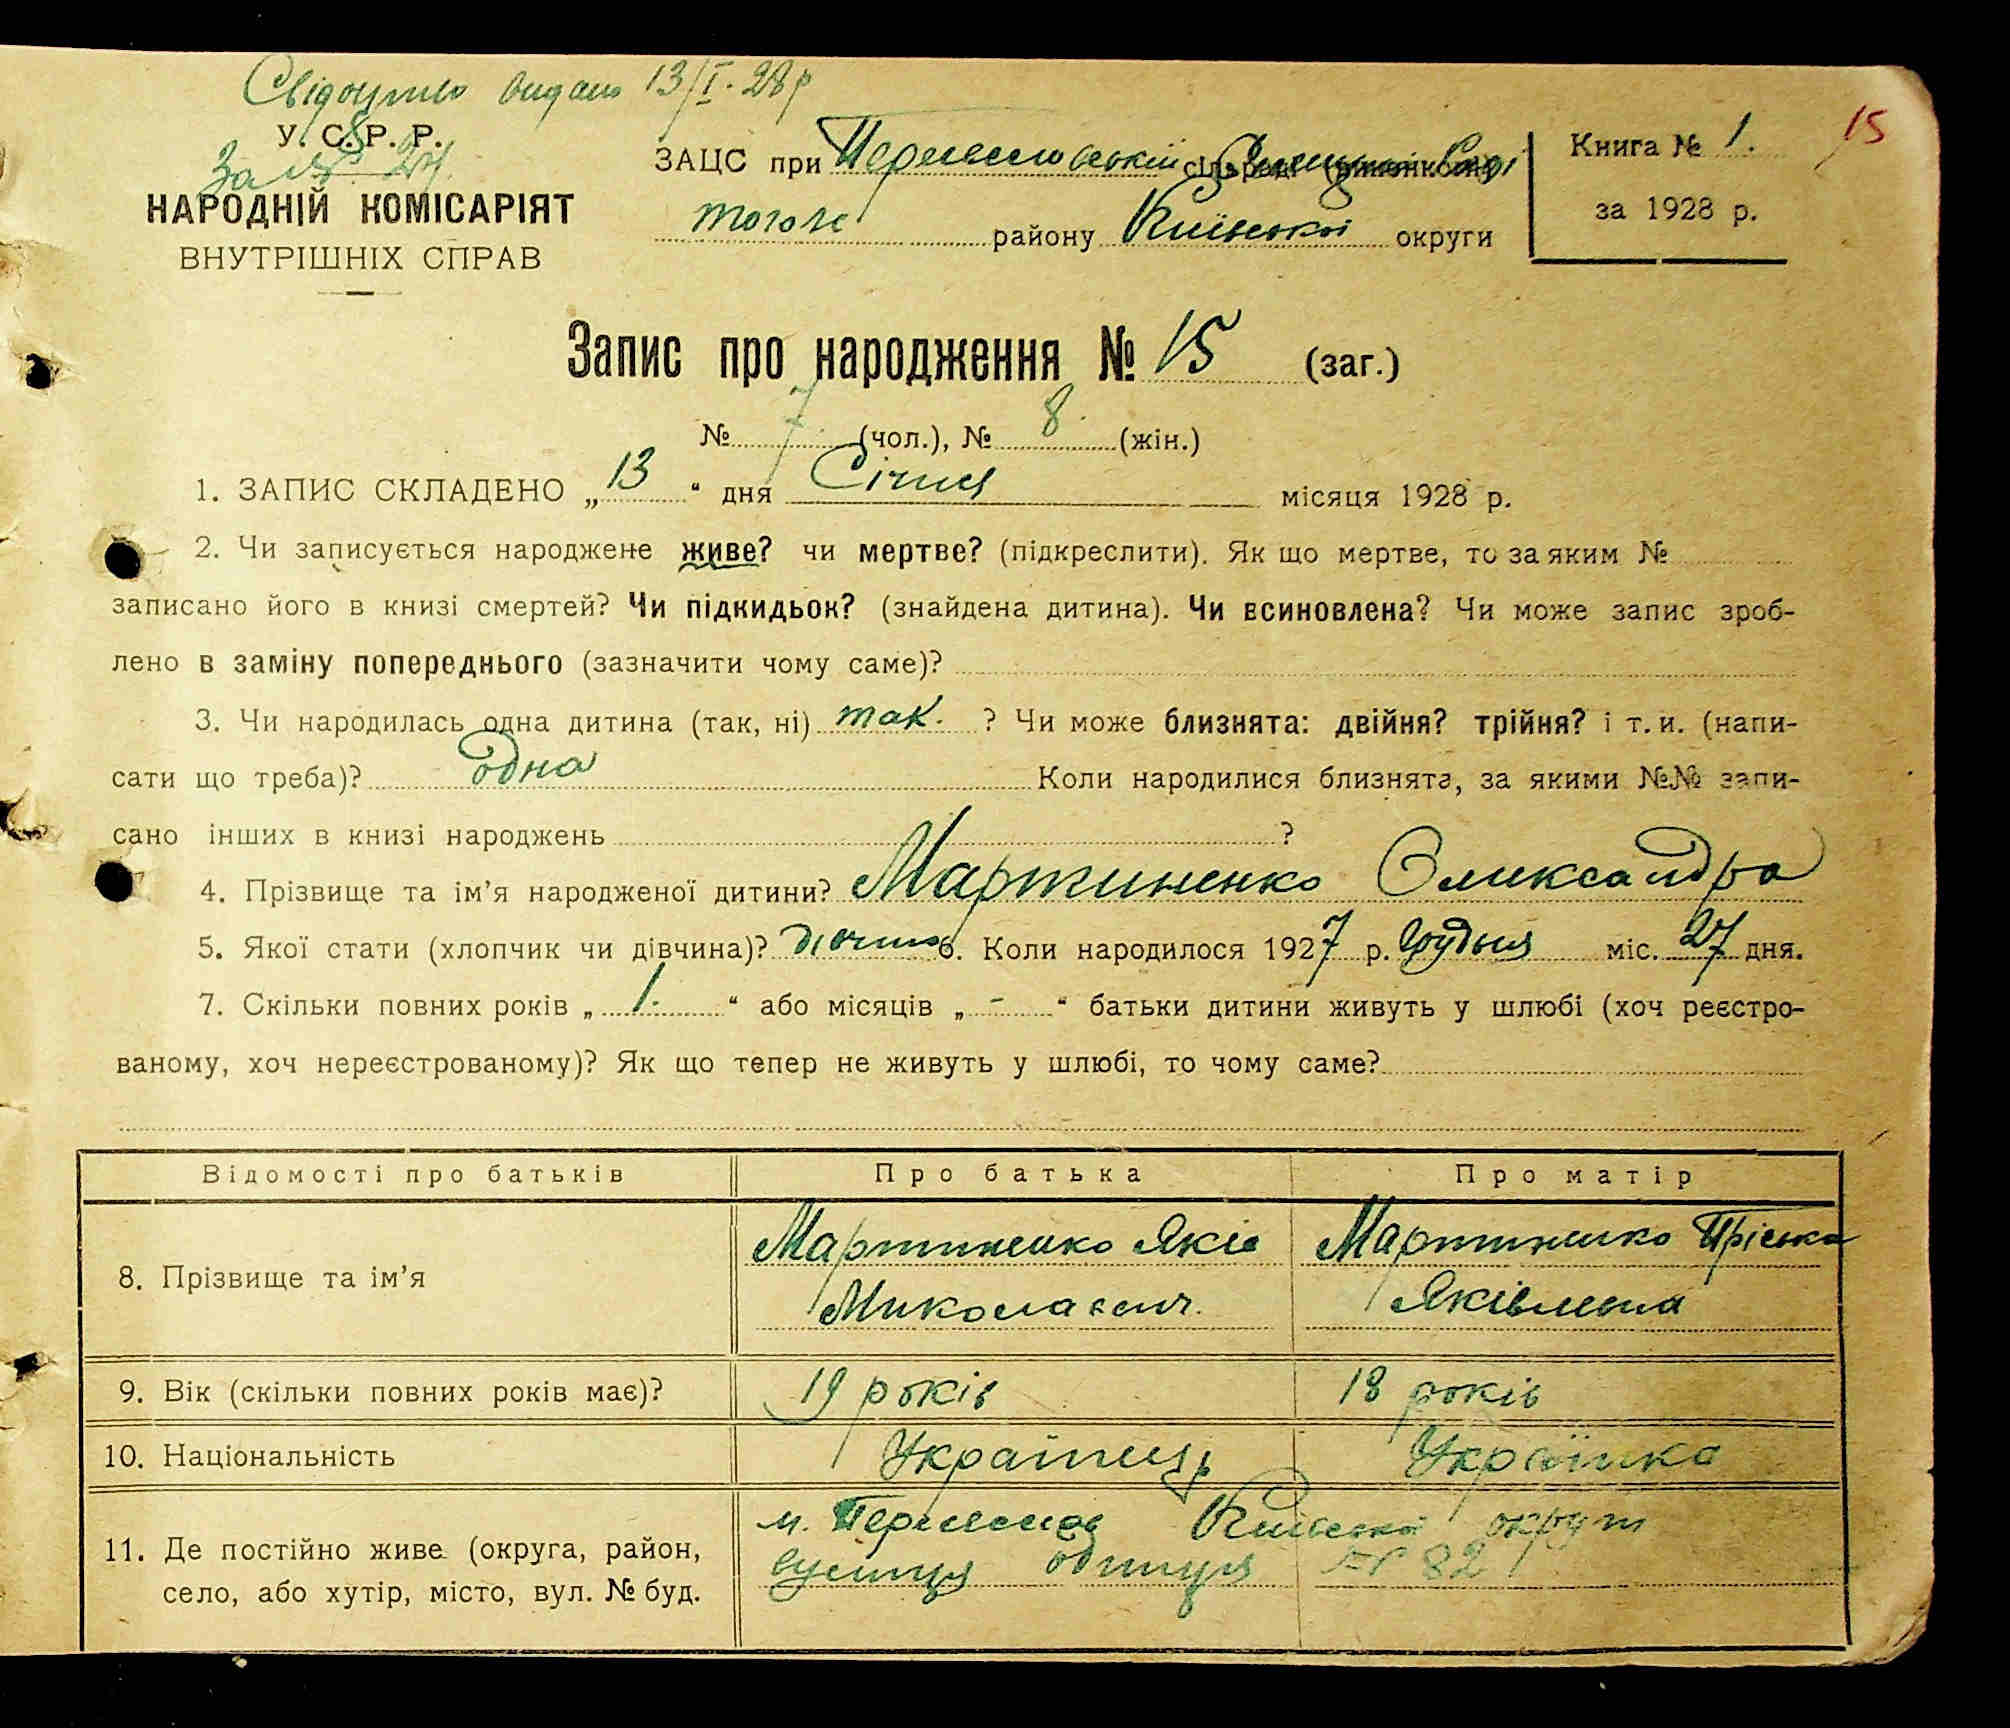 Свідоцтво видано 13/I. 28 р
У. С. Р. Р.
За № 24.
НАРОДНІЙ КОМІСАРІЯТ
ВНУТРІШНІХ СПРАВ
ЗАЦС при Переяславській
того ж району Київської округи
Книга № 1.
за 1928 р.
15
Запис про народження № 15 (заг.)
№ 7 (чол.), № 8. (жін.)
1. ЗАПИС СКЛАДЕНО „13“ дня Січня місяця 1928 р.
2. Чи записується народжене живе? чи мертве? (підкреслити). Як що мертве, то за яким №
записано його в книзі смертей? Чи підкидьок? (знайдена дитина). Чи всиновлена? Чи може запис зроб-
лено в заміну попереднього (зазначити чому саме)?
3. Чи народилась одна дитина (так, ні) так. ? Чи може близнята: двійня? трійня? і т. и. (напи-
сати що треба)? одна Коли народилися близнята, за якими №№ запи-
сано інших в книзі народжень ?
4. Прізвище та ім’я народженої дитини? Мартиненко Олександра
5. Якої стати (хлопчик чи дівчина)? дівчина 6. Коли народилося 1927 р. Грудня міс. 27 дня.
7. Скільки повних років „ 1. “ або місяців „ - “ батьки дитини живуть у шлюбі (хоч реєстро-
ваному, хоч нереєстрованому)? Як що тепер не живуть у шлюбі, то чому саме?
Відомості про батьків Про батька Про матір
8. Прізвище та ім’я Мартиненко Яків Мартиненко Пріська
Миколаєвич. Яківлевна
9. Вік (скільки повних років має)? 19 років 18 років
10. Національність Українець Українка
11. Де постійно живе (округа, район, м. Переяслав Київської округи
село, або хутір, місто, вул. № буд. вулиця № 82